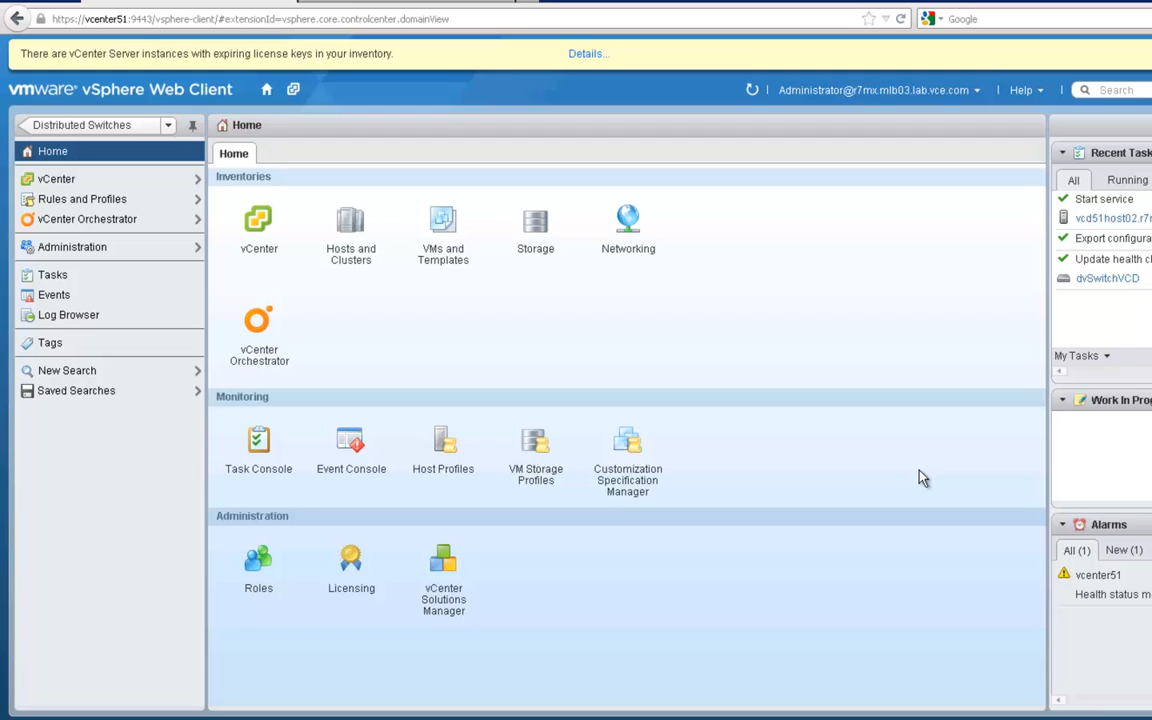 https://vcenter51:9443/vsphere-client/#extensionId=vsphere.core.controlcenter.domainView
Google
There are vCenter Server instances with expiring license keys in your inventory.
Details...
vmware® vSphere Web Client
Administrator@r7mx.mlb03.lab.vce.com
Help
Search
Distributed Switches
Home
vCenter
Rules and Profiles
vCenter Orchestrator
Administration
Tasks
Events
Log Browser
Tags
New Search
Saved Searches
Home
Home
Inventories
vCenter
Hosts and
Clusters
VMs and
Templates
Storage
Networking
vCenter
Orchestrator
Monitoring
Task Console
Event Console
Host Profiles
VM Storage
Profiles
Customization
Specification
Manager
Administration
Roles
Licensing
vCenter
Solutions
Manager
Recent Task
All
Running
Start service
vcd51host02.r7r
Export configura
Update health cl
dvSwitchVCD
My Tasks
Work In Prog
Alarms
All (1)
New (1)
vcenter51
Health status m